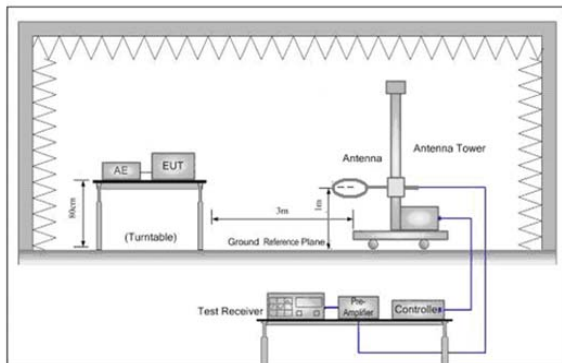 AE
EUT
80cm
(Turntable)
3m
1m
Antenna
Antenna Tower
Ground Reference Plane
Test Receiver
Pre-
Amplifier
Controller